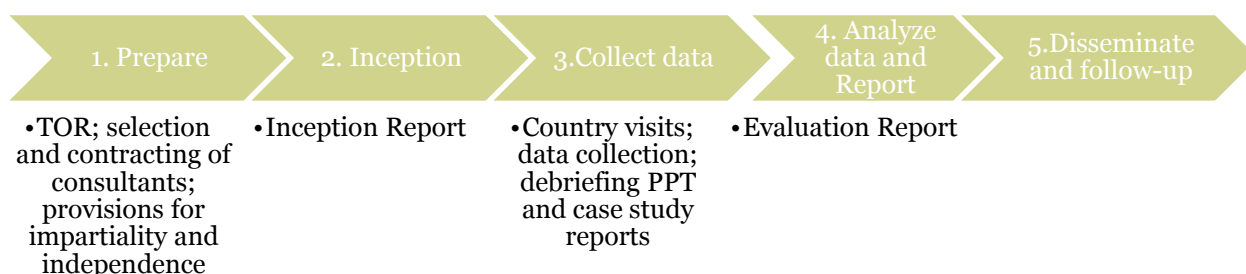 1. Prepare
2. Inception
3.Collect data
4. Analyze
data and
Report
5.Disseminate
and follow-up
•TOR; selection
and contracting of
consultants;
provisions for
impartiality and
independence
•Inception Report
•Country visits;
data collection;
debriefing PPT
and case study
reports
•Evaluation Report